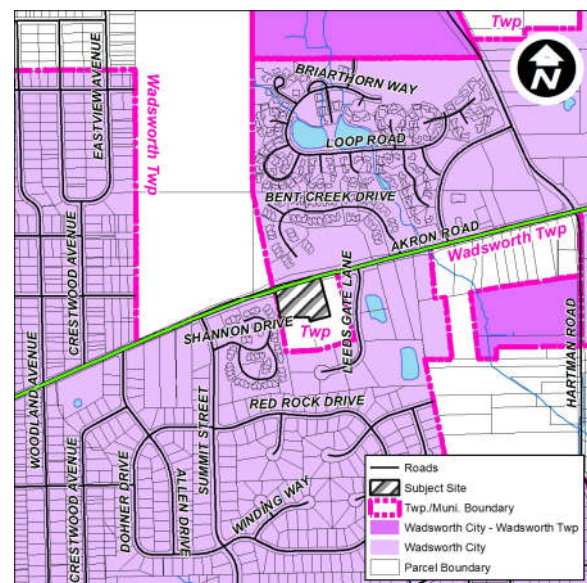 Twp
EASTVIEW AVENUE
Wadsworth Twp
BRIARTHORN WAY
N
LOOP ROAD
BENT CREEK DRIVE
AKRON ROAD
Wadsworth Twp
CRESTWOOD AVENUE
SHANNON DRIVE
Twp
LEEDS GATE LANE
HARTMAN ROAD
WOODLAND AVENUE
RED ROCK DRIVE
SUMMIT STREET
CRESTWOOD AVENUE
DOHNER DRIVE
ALLEN DRIVE
WINDING WAY
Roads
Subject Site
Twp./Muni. Boundary
Wadsworth City - Wadsworth Twp
Wadsworth City
Parcel Boundary